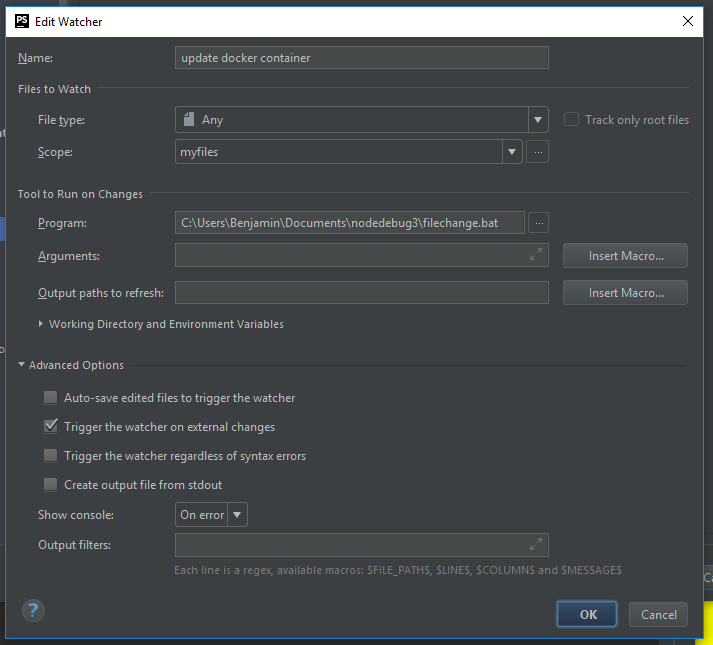 PS Edit Watcher
Name: update docker container
Files to Watch
File type: Any Track only root files
Scope: myfiles ...
Tool to Run on Changes
Program: C:\Users\Benjamin\Documents\nodedebug3\filechange.bat ...
Arguments: Insert Macro...
Output paths to refresh: Insert Macro...
Working Directory and Environment Variables
Advanced Options
Auto-save edited files to trigger the watcher
Trigger the watcher on external changes
Trigger the watcher regardless of syntax errors
Create output file from stdout
Show console: On error
Output filters:
Each line is a regex, available macros: $FILE_PATH$, $LINE$, $COLUMN$ and $MESSAGE$
? OK Cancel